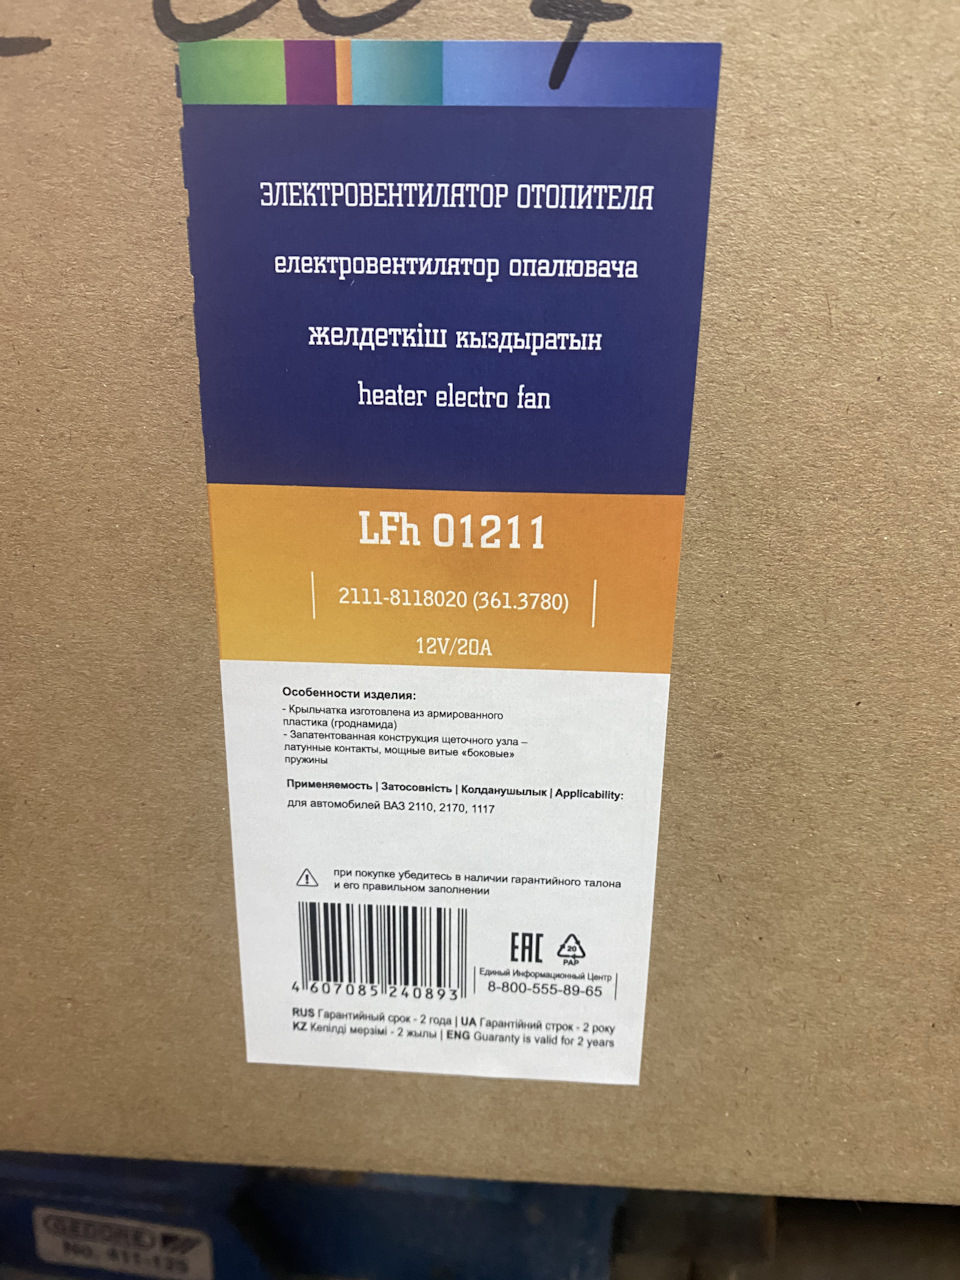 ЭЛЕКТРОВЕНТИЛЯТОР ОТОПИТЕЛЯ
електровентилятор опалювача
желдеткіш кыздыратын
heater electro fan
LFh 01211
2111-8118020 (361.3780)
12V/20A
Особенности изделия:
- Крыльчатка изготовлена из армированного
пластика (гроднамида)
- Запатентованная конструкция щеточного узла –
латунные контакты, мощные витые «боковые»
пружины
Применяемость | Затосовність | Колданушылык | Applicability:
для автомобилей ВАЗ 2110, 2170, 1117
при покупке убедитесь в наличии гарантийного талона
и его правильном заполнении
EAC
20
PAP
Единый Информационный Центр
8-800-555-89-65
4 607085 240893
RUS Гарантийный срок - 2 года | UA Гарантійний строк - 2 року
KZ Кепілді мерзімі - 2 жылы | ENG Guaranty is valid for 2 years
GEDORE
No. 611-125